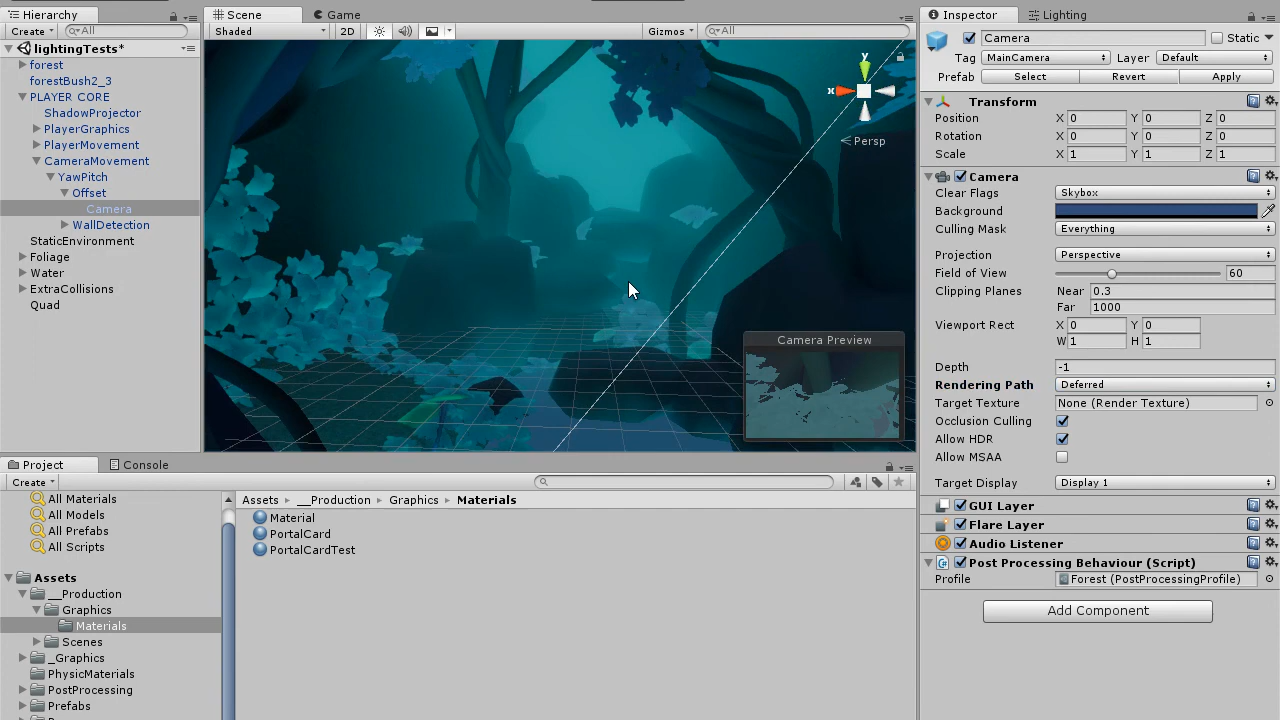 Hierarchy
Create All
lightingTests*
forest
forestBush2_3
PLAYER CORE
ShadowProjector
PlayerGraphics
PlayerMovement
CameraMovement
YawPitch
Offset
Camera
WallDetection
StaticEnvironment
Foliage
Water
ExtraCollisions
Quad
Scene Game
Shaded 2D Gizmos All
y
x
Persp
Camera Preview
Inspector Lighting
Camera Static
Tag MainCamera Layer Default
Prefab Select Revert Apply
Transform
Position X 0 Y 0 Z 0
Rotation X 0 Y 0 Z 0
Scale X 1 Y 1 Z 1
Camera
Clear Flags Skybox
Background
Culling Mask Everything
Projection Perspective
Field of View 60
Clipping Planes Near 0.3
Far 1000
Viewport Rect X 0 Y 0
W 1 H 1
Depth -1
Rendering Path Deferred
Target Texture None (Render Texture)
Occlusion Culling
Allow HDR
Allow MSAA
Target Display Display 1
GUI Layer
Flare Layer
Audio Listener
Post Processing Behaviour (Script)
Profile Forest (PostProcessingProfile)
Add Component
Project Console
Create
All Materials
All Models
All Prefabs
All Scripts
Assets
__Production
Graphics
Materials
Scenes
_Graphics
PhysicMaterials
PostProcessing
Prefabs
Assets __Production Graphics Materials
Material
PortalCard
PortalCardTest